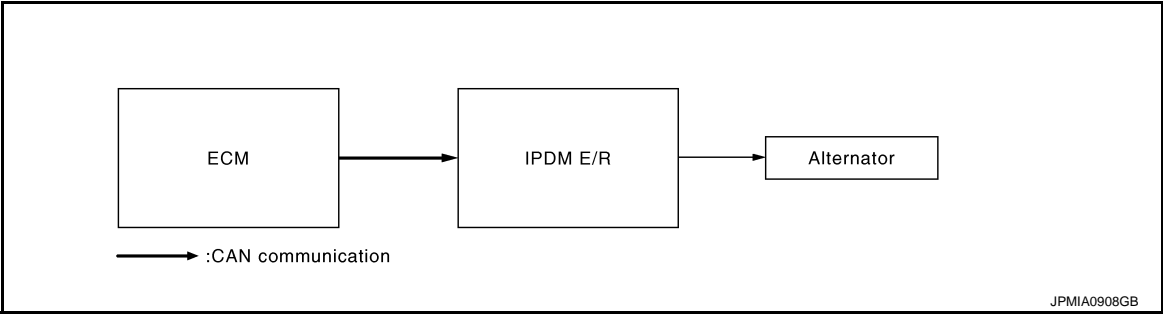 ECM
IPDM E/R
Alternator
:CAN communication
JPMIA0908GB